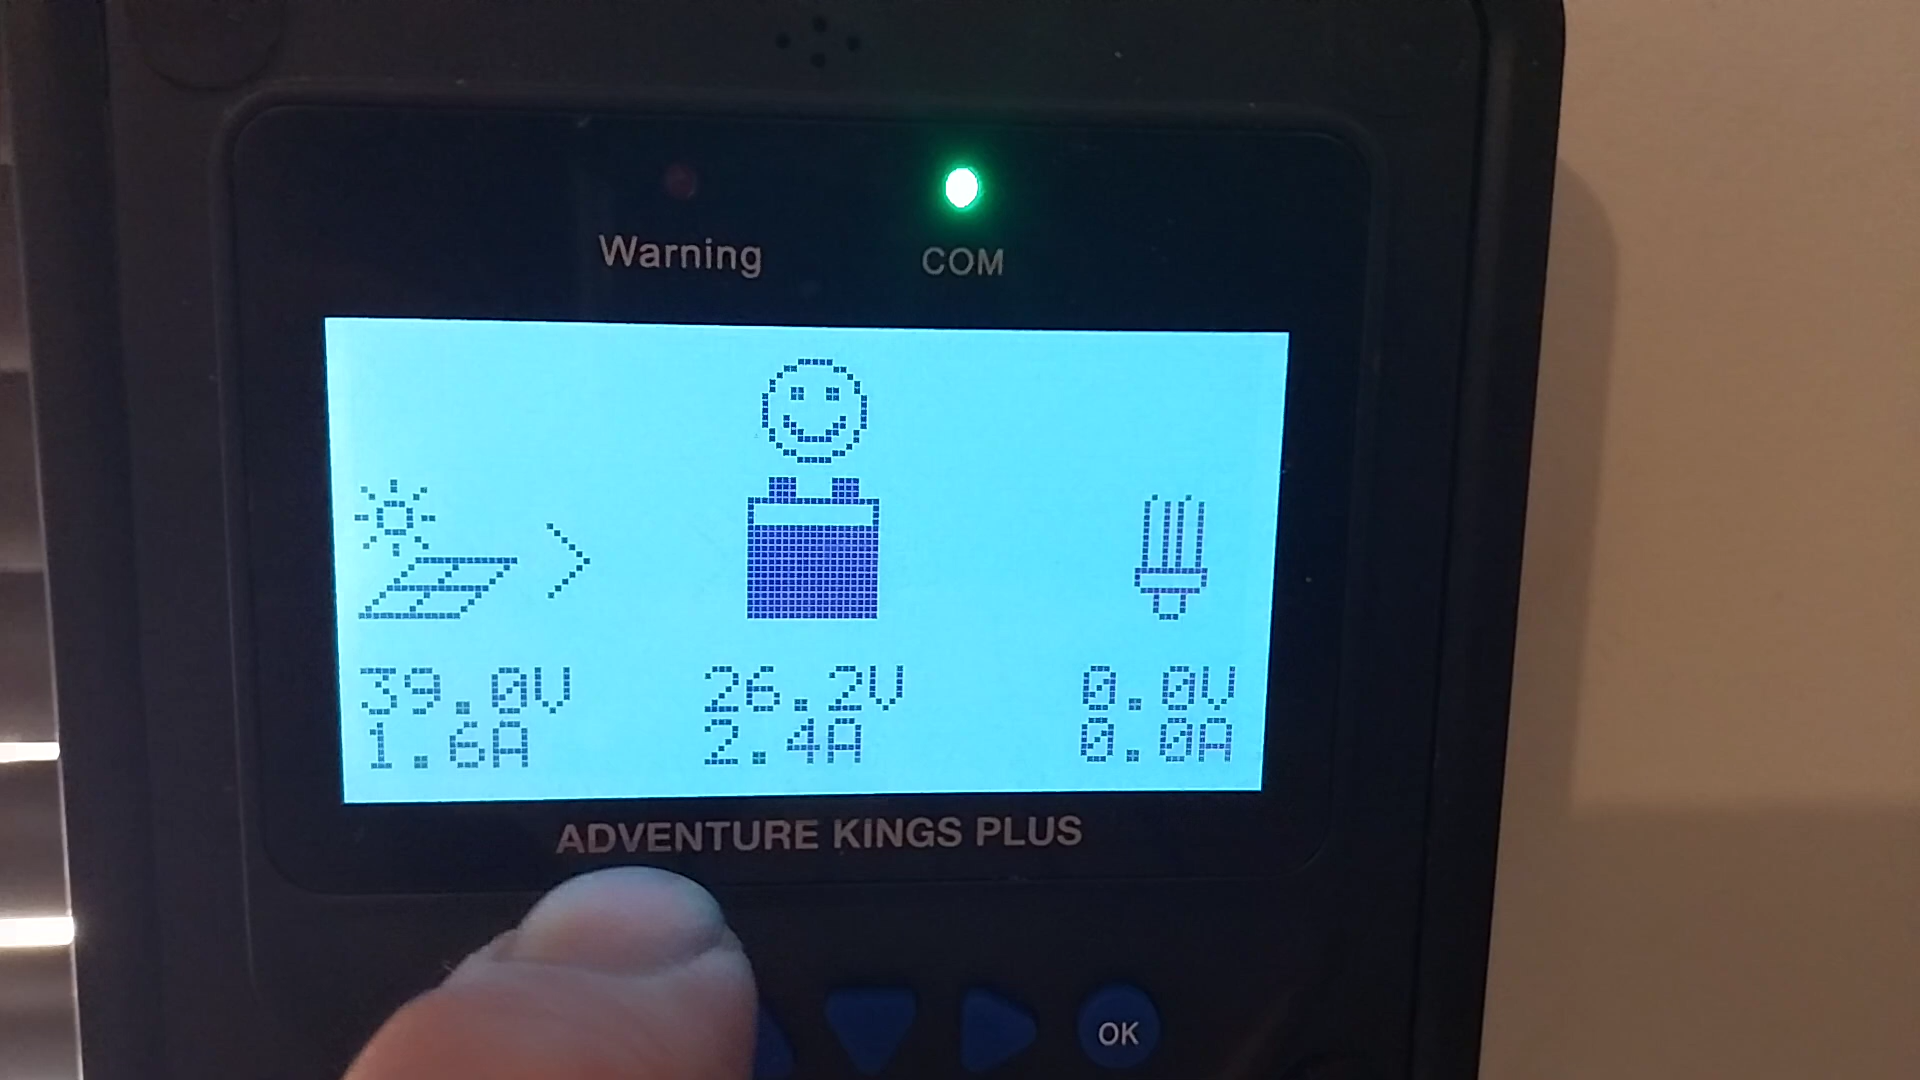 Warning COM
39.0V 26.2V 0.0V
1.6A 2.4A 0.0A
ADVENTURE KINGS PLUS
OK